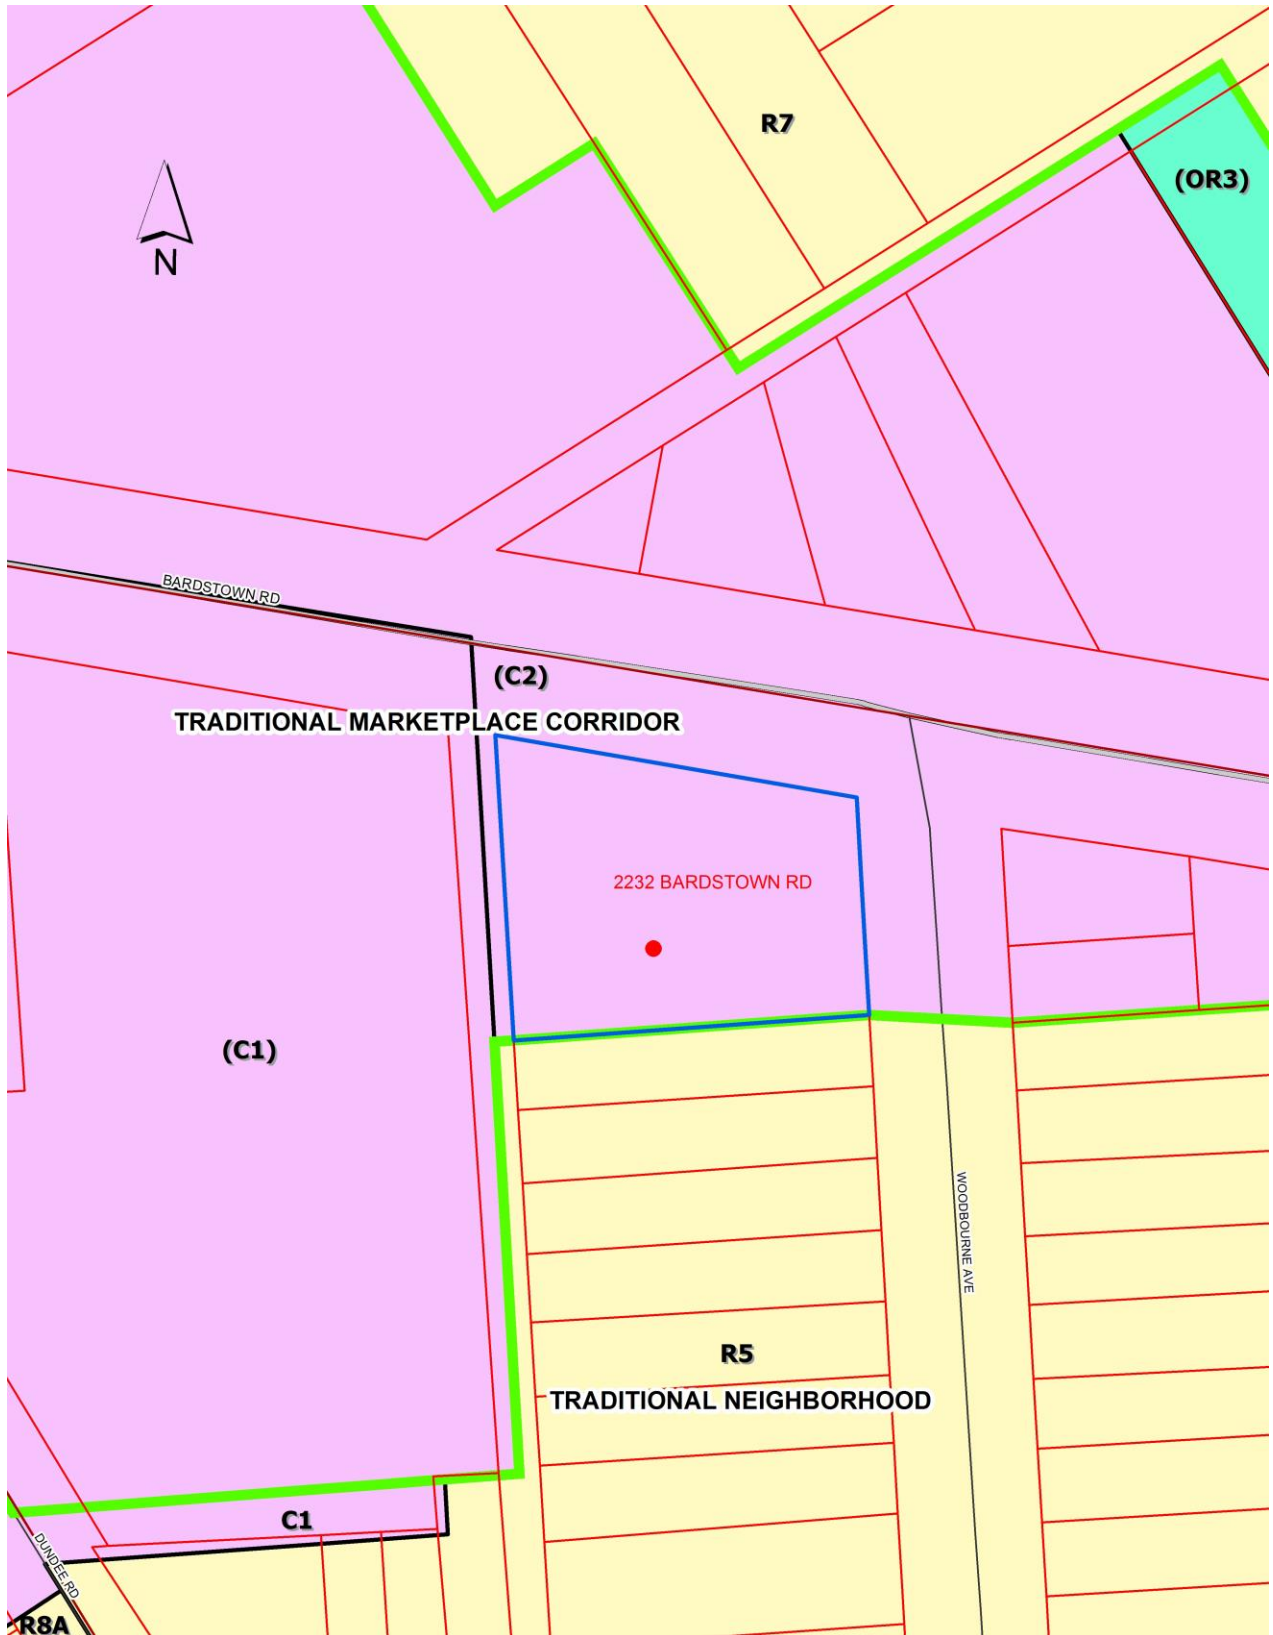 R7
(OR3)
N
BARDSTOWN RD
(C2)
TRADITIONAL MARKETPLACE CORRIDOR
2232 BARDSTOWN RD
(C1)
WOODBOURNE AVE
R5
TRADITIONAL NEIGHBORHOOD
C1
DUNDEE RD
R8A